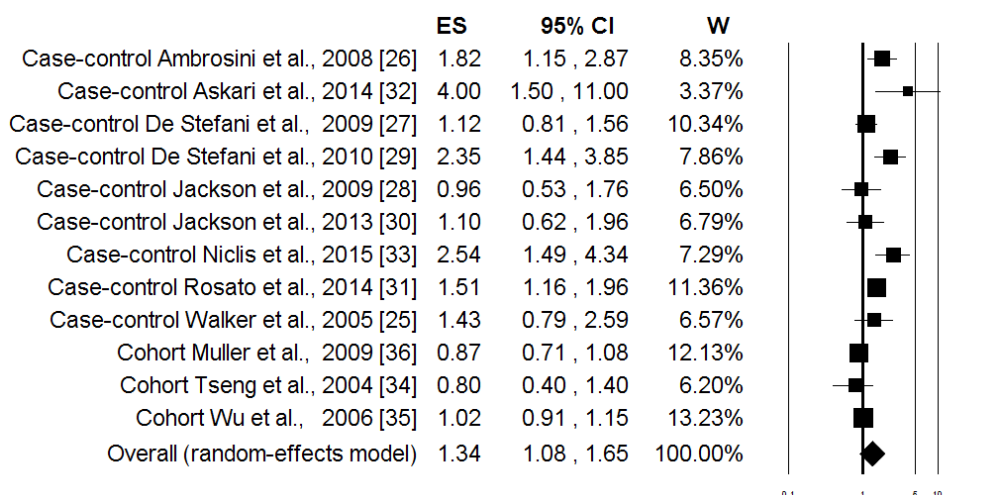 ES 95% CI W
Case-control Ambrosini et al., 2008 [26] 1.82 1.15 , 2.87 8.35%
Case-control Askari et al., 2014 [32] 4.00 1.50 , 11.00 3.37%
Case-control De Stefani et al., 2009 [27] 1.12 0.81 , 1.56 10.34%
Case-control De Stefani et al., 2010 [29] 2.35 1.44 , 3.85 7.86%
Case-control Jackson et al., 2009 [28] 0.96 0.53 , 1.76 6.50%
Case-control Jackson et al., 2013 [30] 1.10 0.62 , 1.96 6.79%
Case-control Niclis et al., 2015 [33] 2.54 1.49 , 4.34 7.29%
Case-control Rosato et al., 2014 [31] 1.51 1.16 , 1.96 11.36%
Case-control Walker et al., 2005 [25] 1.43 0.79 , 2.59 6.57%
Cohort Muller et al., 2009 [36] 0.87 0.71 , 1.08 12.13%
Cohort Tseng et al., 2004 [34] 0.80 0.40 , 1.40 6.20%
Cohort Wu et al., 2006 [35] 1.02 0.91 , 1.15 13.23%
Overall (random-effects model) 1.34 1.08 , 1.65 100.00%
0.1 1 5 10